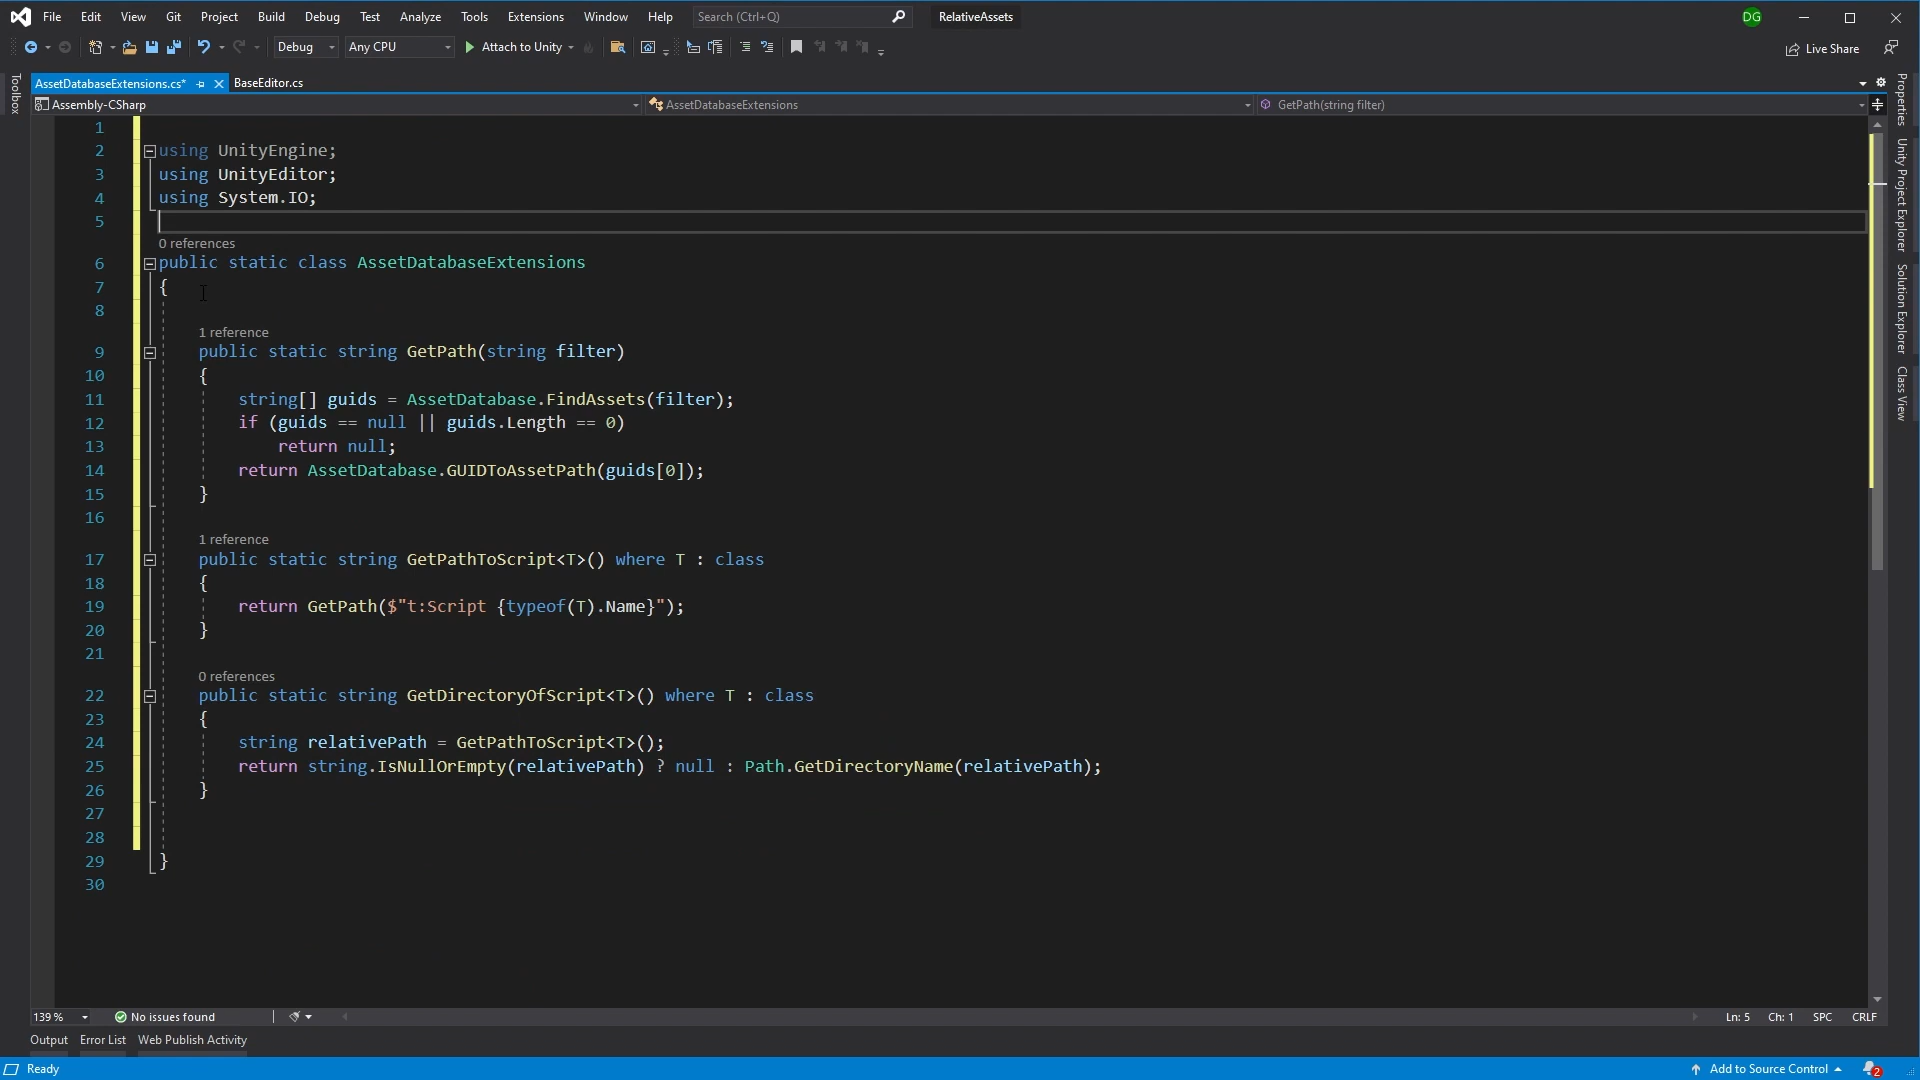 File Edit View Git Project Build Debug Test Analyze Tools Extensions Window Help Search (Ctrl+Q) RelativeAssets DG
Debug Any CPU Attach to Unity Live Share
AssetDatabaseExtensions.cs* BaseEditor.cs
Assembly-CSharp AssetDatabaseExtensions GetPath(string filter)
Toolbox
Properties
Unity Project Explorer
Solution Explorer
Class View
1
2 using UnityEngine;
3 using UnityEditor;
4 using System.IO;
5
0 references
6 public static class AssetDatabaseExtensions
7 {
8
1 reference
9 public static string GetPath(string filter)
10 {
11 string[] guids = AssetDatabase.FindAssets(filter);
12 if (guids == null || guids.Length == 0)
13 return null;
14 return AssetDatabase.GUIDToAssetPath(guids[0]);
15 }
16
1 reference
17 public static string GetPathToScript<T>() where T : class
18 {
19 return GetPath($"t:Script {typeof(T).Name}");
20 }
21
0 references
22 public static string GetDirectoryOfScript<T>() where T : class
23 {
24 string relativePath = GetPathToScript<T>();
25 return string.IsNullOrEmpty(relativePath) ? null : Path.GetDirectoryName(relativePath);
26 }
27
28
29 }
30
139 % No issues found Ln: 5 Ch: 1 SPC CRLF
Output Error List Web Publish Activity
Ready Add to Source Control 2